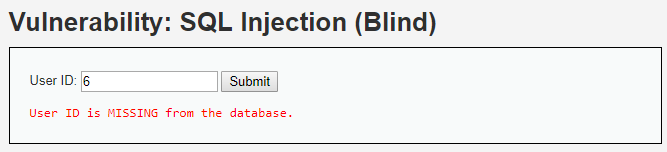 Vulnerability: SQL Injection (Blind)
User ID: 6 Submit
User ID is MISSING from the database.